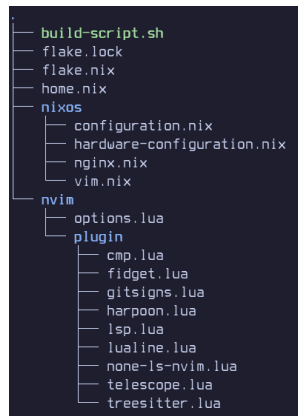 .
├── build-script.sh
├── flake.lock
├── flake.nix
├── home.nix
├── nixos
│   ├── configuration.nix
│   ├── hardware-configuration.nix
│   ├── nginx.nix
│   └── vim.nix
└── nvim
    ├── options.lua
    └── plugin
        ├── cmp.lua
        ├── fidget.lua
        ├── gitsigns.lua
        ├── harpoon.lua
        ├── lsp.lua
        ├── lualine.lua
        ├── none-ls-nvim.lua
        ├── telescope.lua
        └── treesitter.lua